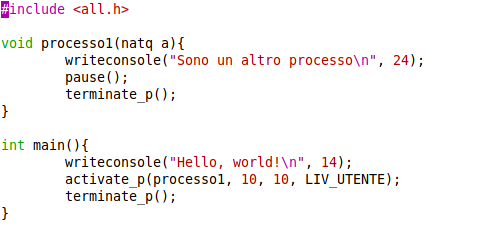 #include <all.h>

void processo1(natq a){
        writeconsole("Sono un altro processo\n", 24);
        pause();
        terminate_p();
}

int main(){
        writeconsole("Hello, world!\n", 14);
        activate_p(processo1, 10, 10, LIV_UTENTE);
        terminate_p();
}